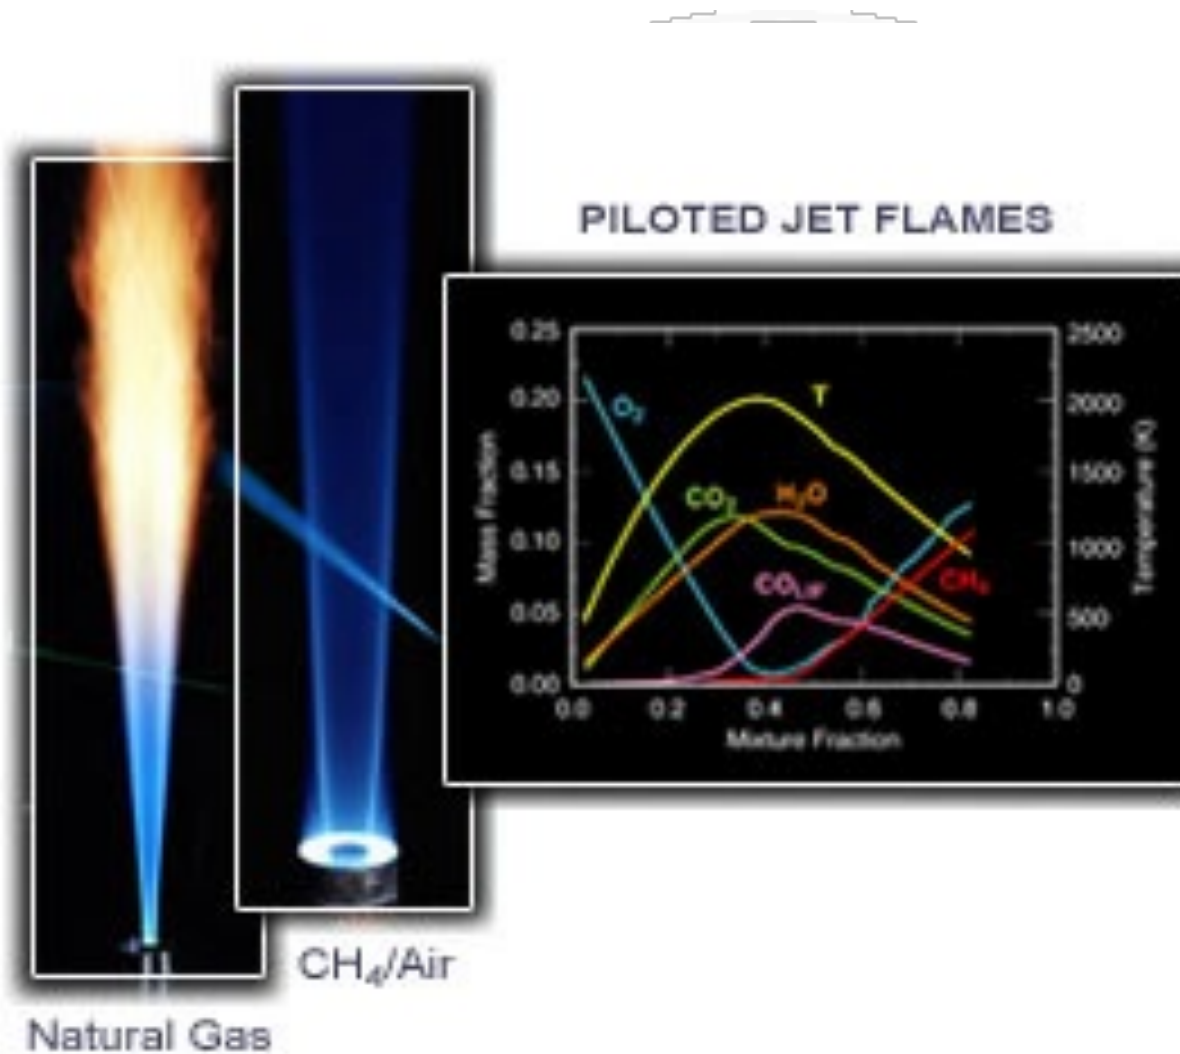 PILOTED JET FLAMES
0.25
0.20
0.15
0.10
0.05
0.00
Mass Fraction
2500
2000
1500
1000
500
0
Temperature (K)
O₂
T
CO₂
H₂O
CO_LIF
CH₄
0.0 0.2 0.4 0.6 0.8 1.0
Mixture Fraction
CH₄/Air
Natural Gas